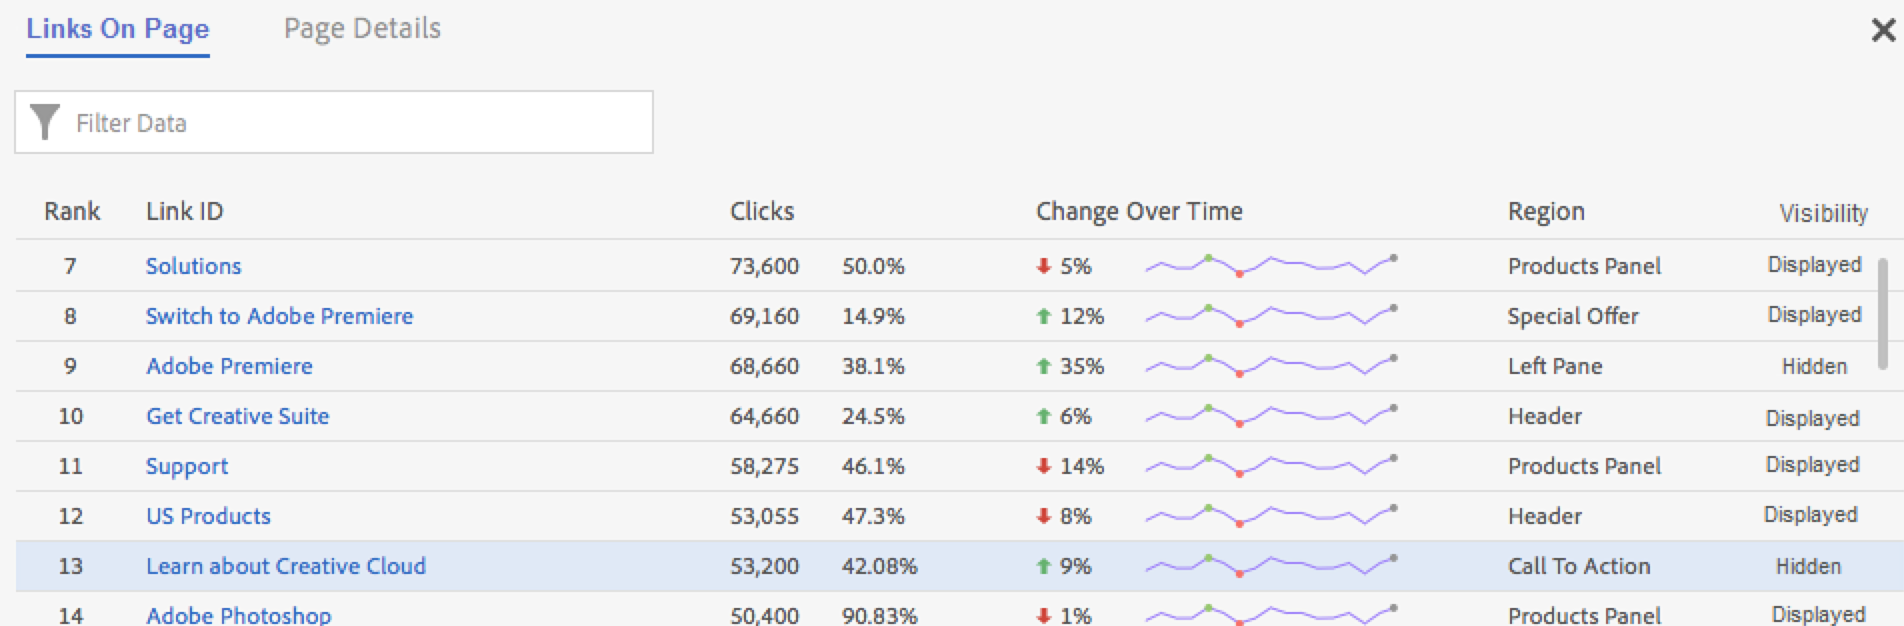 Links On Page Page Details
Filter Data
Rank Link ID Clicks Change Over Time Region Visibility
7 Solutions 73,600 50.0% 5% Products Panel Displayed
8 Switch to Adobe Premiere 69,160 14.9% 12% Special Offer Displayed
9 Adobe Premiere 68,660 38.1% 35% Left Pane Hidden
10 Get Creative Suite 64,660 24.5% 6% Header Displayed
11 Support 58,275 46.1% 14% Products Panel Displayed
12 US Products 53,055 47.3% 8% Header Displayed
13 Learn about Creative Cloud 53,200 42.08% 9% Call To Action Hidden
14 Adobe Photoshop 50,400 90.83% 1% Products Panel Displayed